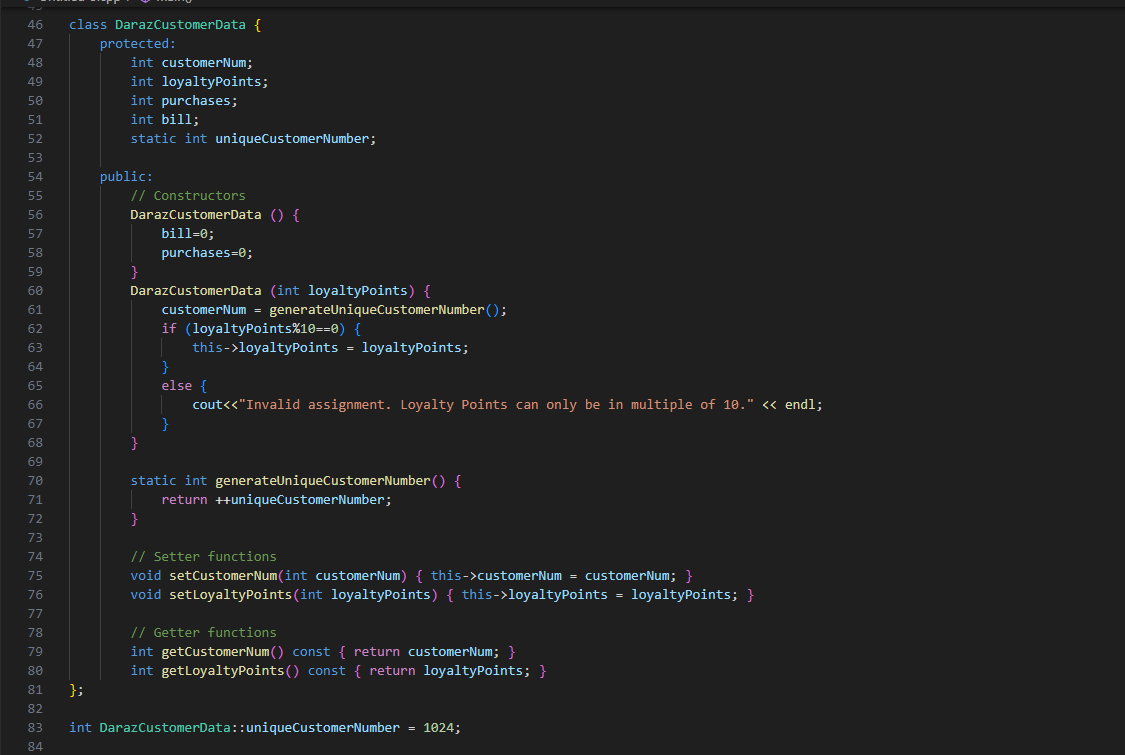 46 class DarazCustomerData {
47     protected:
48         int customerNum;
49         int loyaltyPoints;
50         int purchases;
51         int bill;
52         static int uniqueCustomerNumber;
53
54     public:
55         // Constructors
56         DarazCustomerData () {
57             bill=0;
58             purchases=0;
59         }
60         DarazCustomerData (int loyaltyPoints) {
61             customerNum = generateUniqueCustomerNumber();
62             if (loyaltyPoints%10==0) {
63                 this->loyaltyPoints = loyaltyPoints;
64             }
65             else {
66                 cout<<"Invalid assignment. Loyalty Points can only be in multiple of 10." << endl;
67             }
68         }
69
70         static int generateUniqueCustomerNumber() {
71             return ++uniqueCustomerNumber;
72         }
73
74         // Setter functions
75         void setCustomerNum(int customerNum) { this->customerNum = customerNum; }
76         void setLoyaltyPoints(int loyaltyPoints) { this->loyaltyPoints = loyaltyPoints; }
77
78         // Getter functions
79         int getCustomerNum() const { return customerNum; }
80         int getLoyaltyPoints() const { return loyaltyPoints; }
81 };
82
83 int DarazCustomerData::uniqueCustomerNumber = 1024;
84